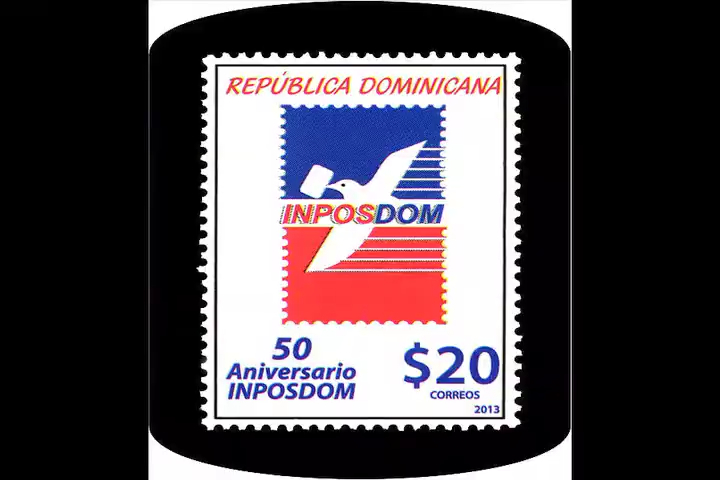 REPÚBLICA DOMINICANA
INPOSDOM
50
Aniversario
INPOSDOM
$20
CORREOS
2013